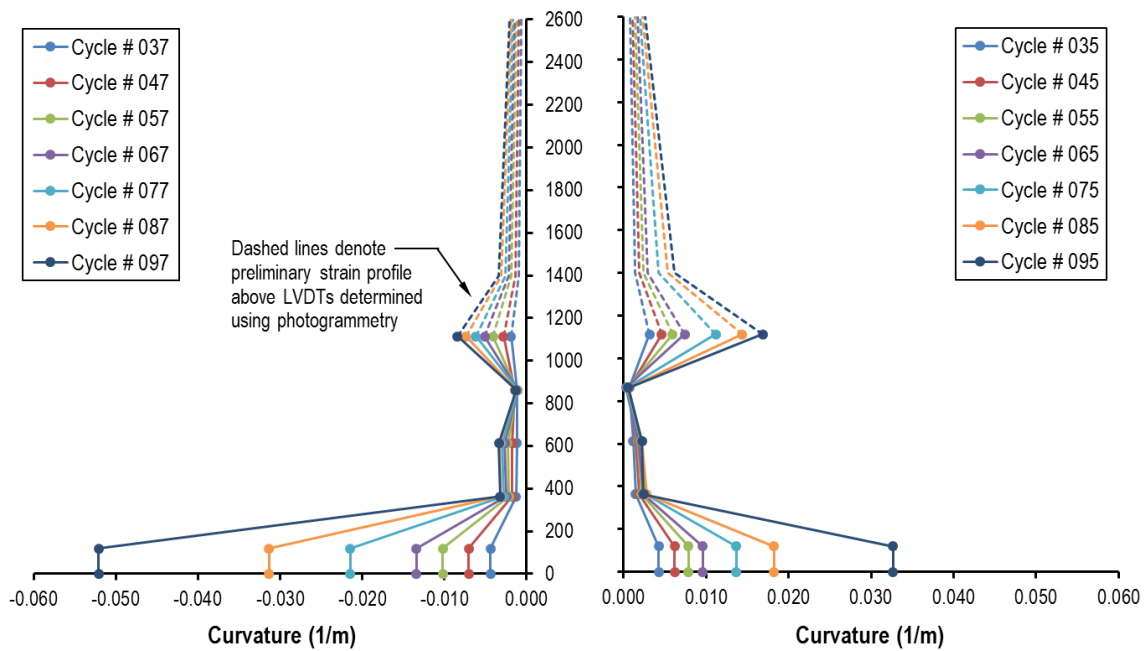 Cycle # 037
Cycle # 047
Cycle # 057
Cycle # 067
Cycle # 077
Cycle # 087
Cycle # 097
Dashed lines denote
preliminary strain profile
above LVDTs determined
using photogrammetry
2600
2400
2200
2000
1800
1600
1400
1200
1000
800
600
400
200
0
-0.060
-0.050
-0.040
-0.030
-0.020
-0.010
0.000
Curvature (1/m)
Cycle # 035
Cycle # 045
Cycle # 055
Cycle # 065
Cycle # 075
Cycle # 085
Cycle # 095
0.000
0.010
0.020
0.030
0.040
0.050
0.060
Curvature (1/m)